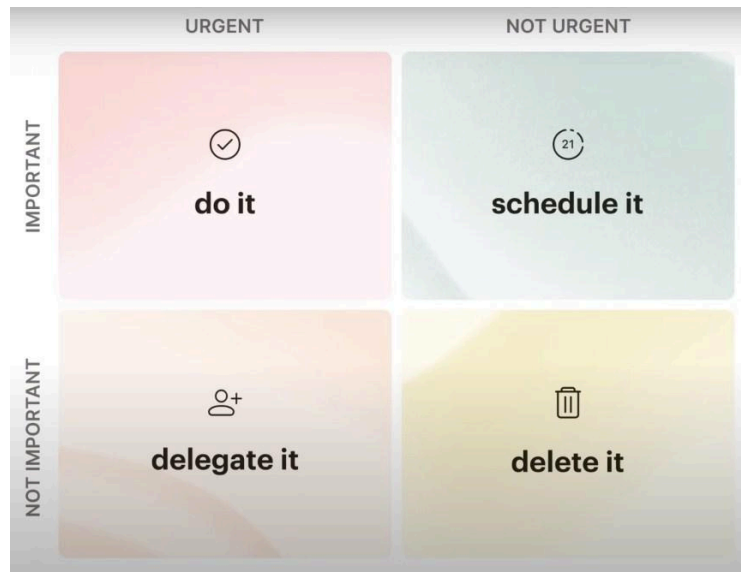 URGENT
NOT URGENT
IMPORTANT
do it
21
schedule it
NOT IMPORTANT
delegate it
delete it